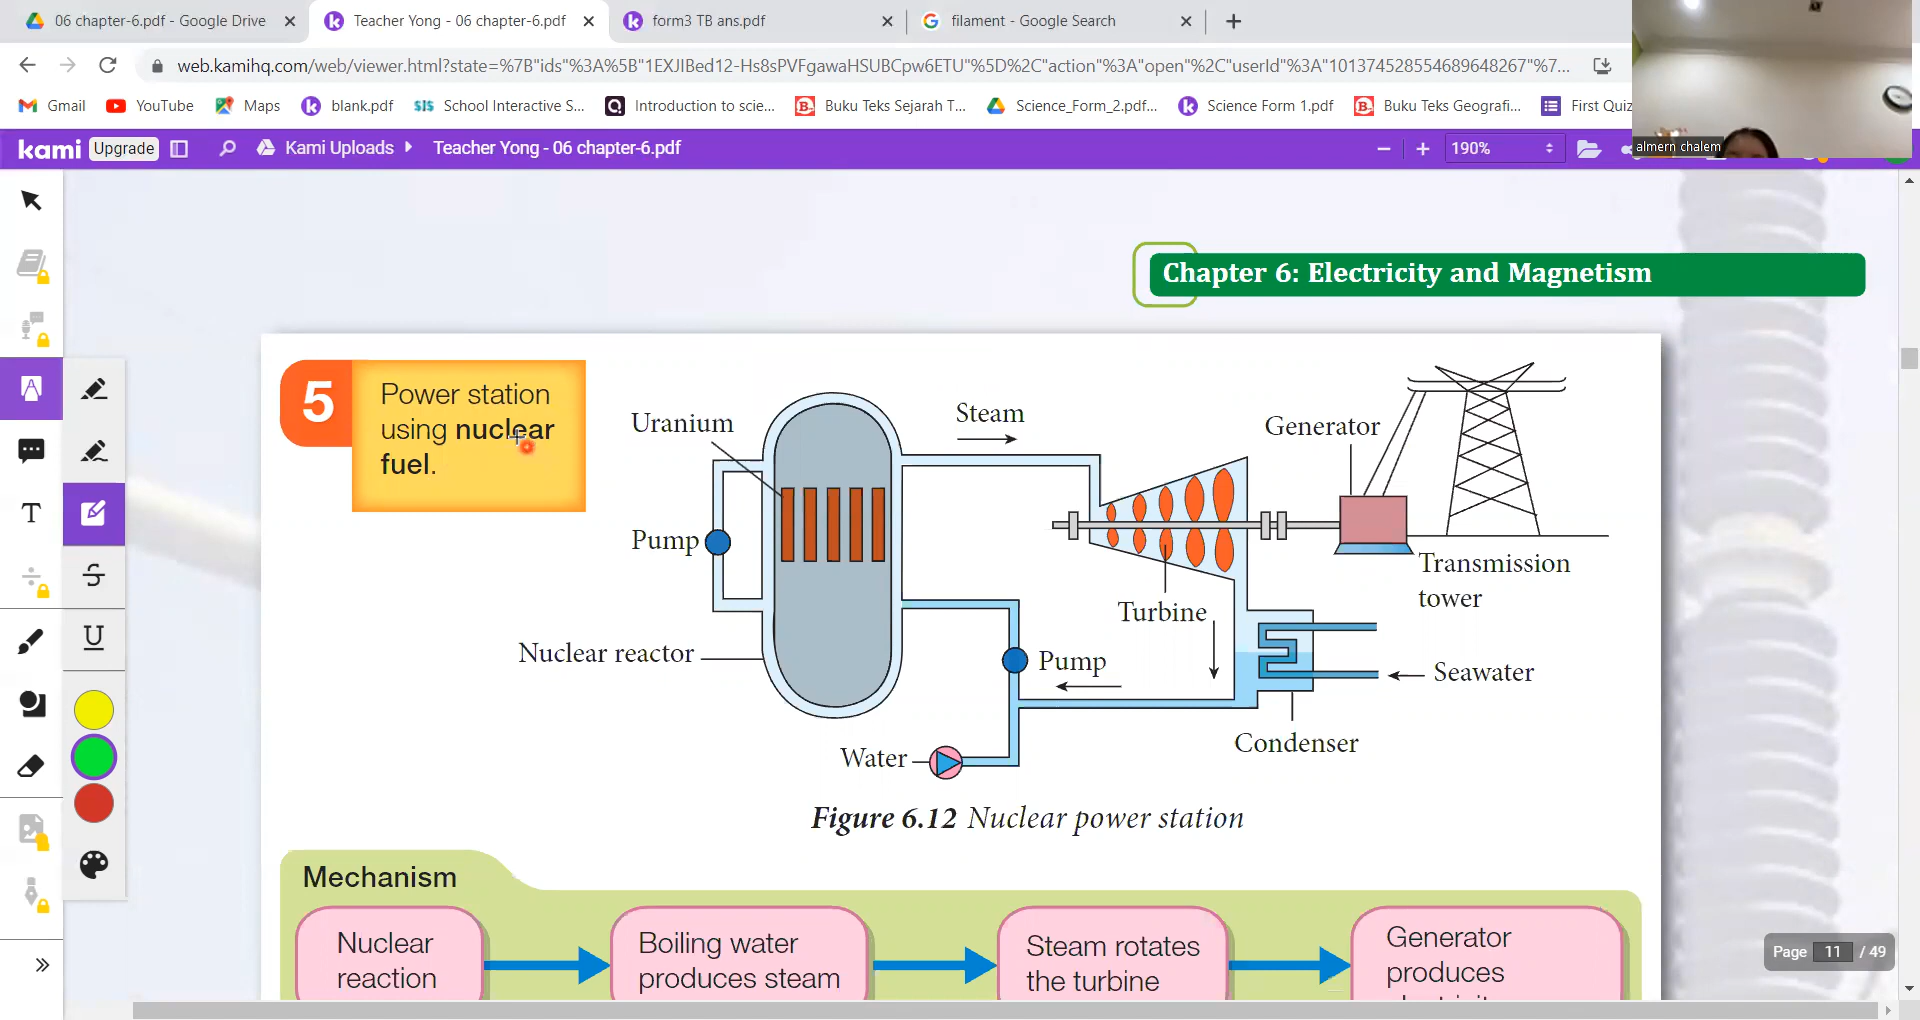 06 chapter-6.pdf - Google Drive
Teacher Yong - 06 chapter-6.pdf
form3 TB ans.pdf
filament - Google Search
web.kamihq.com/web/viewer.html?state=%7B"ids"%3A%5B"1EXJIBed12-Hs8sPVFgawaHSUBCpw6ETU"%5D%2C"action"%3A"open"%2C"userId"%3A"101374528554689648267"%7...
Gmail
YouTube
Maps
blank.pdf
SIS School Interactive S...
Introduction to scie...
Buku Teks Sejarah T...
Science_Form_2.pdf...
Science Form 1.pdf
Buku Teks Geografi...
First Quiz
almern chalem
kami Upgrade
Kami Uploads
Teacher Yong - 06 chapter-6.pdf
190%
Chapter 6: Electricity and Magnetism
5
Power station
using nuclear
fuel.
Uranium
Steam
Generator
Pump
Transmission
tower
Turbine
Nuclear reactor
Pump
Seawater
Condenser
Water
Figure 6.12 Nuclear power station
Mechanism
Nuclear
reaction
Boiling water
produces steam
Steam rotates
the turbine
Generator
produces
Page 11 / 49